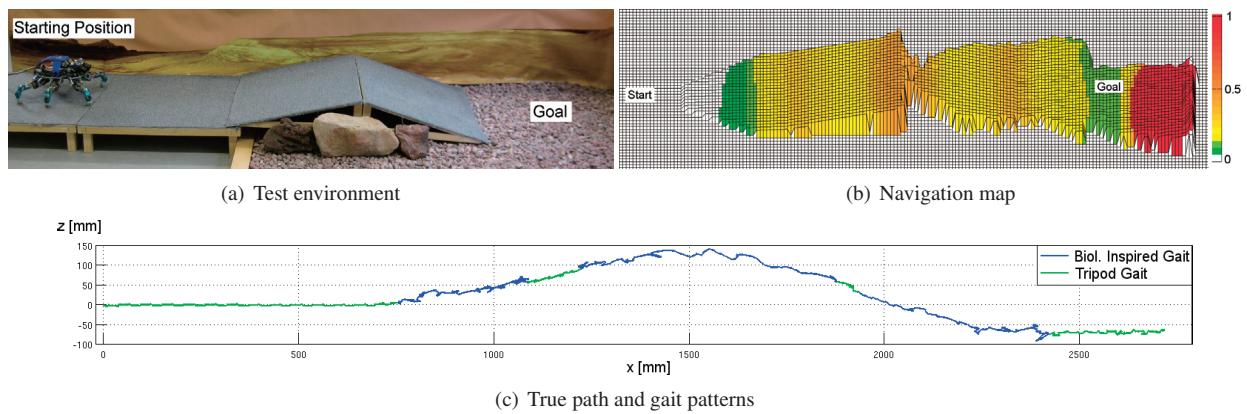 Starting Position
Goal
(a) Test environment
Start
Goal
1
0.5
0
(b) Navigation map
z [mm]
150
100
50
0
-50
-100
0
500
1000
1500
2000
2500
x [mm]
Biol. Inspired Gait
Tripod Gait
(c) True path and gait patterns